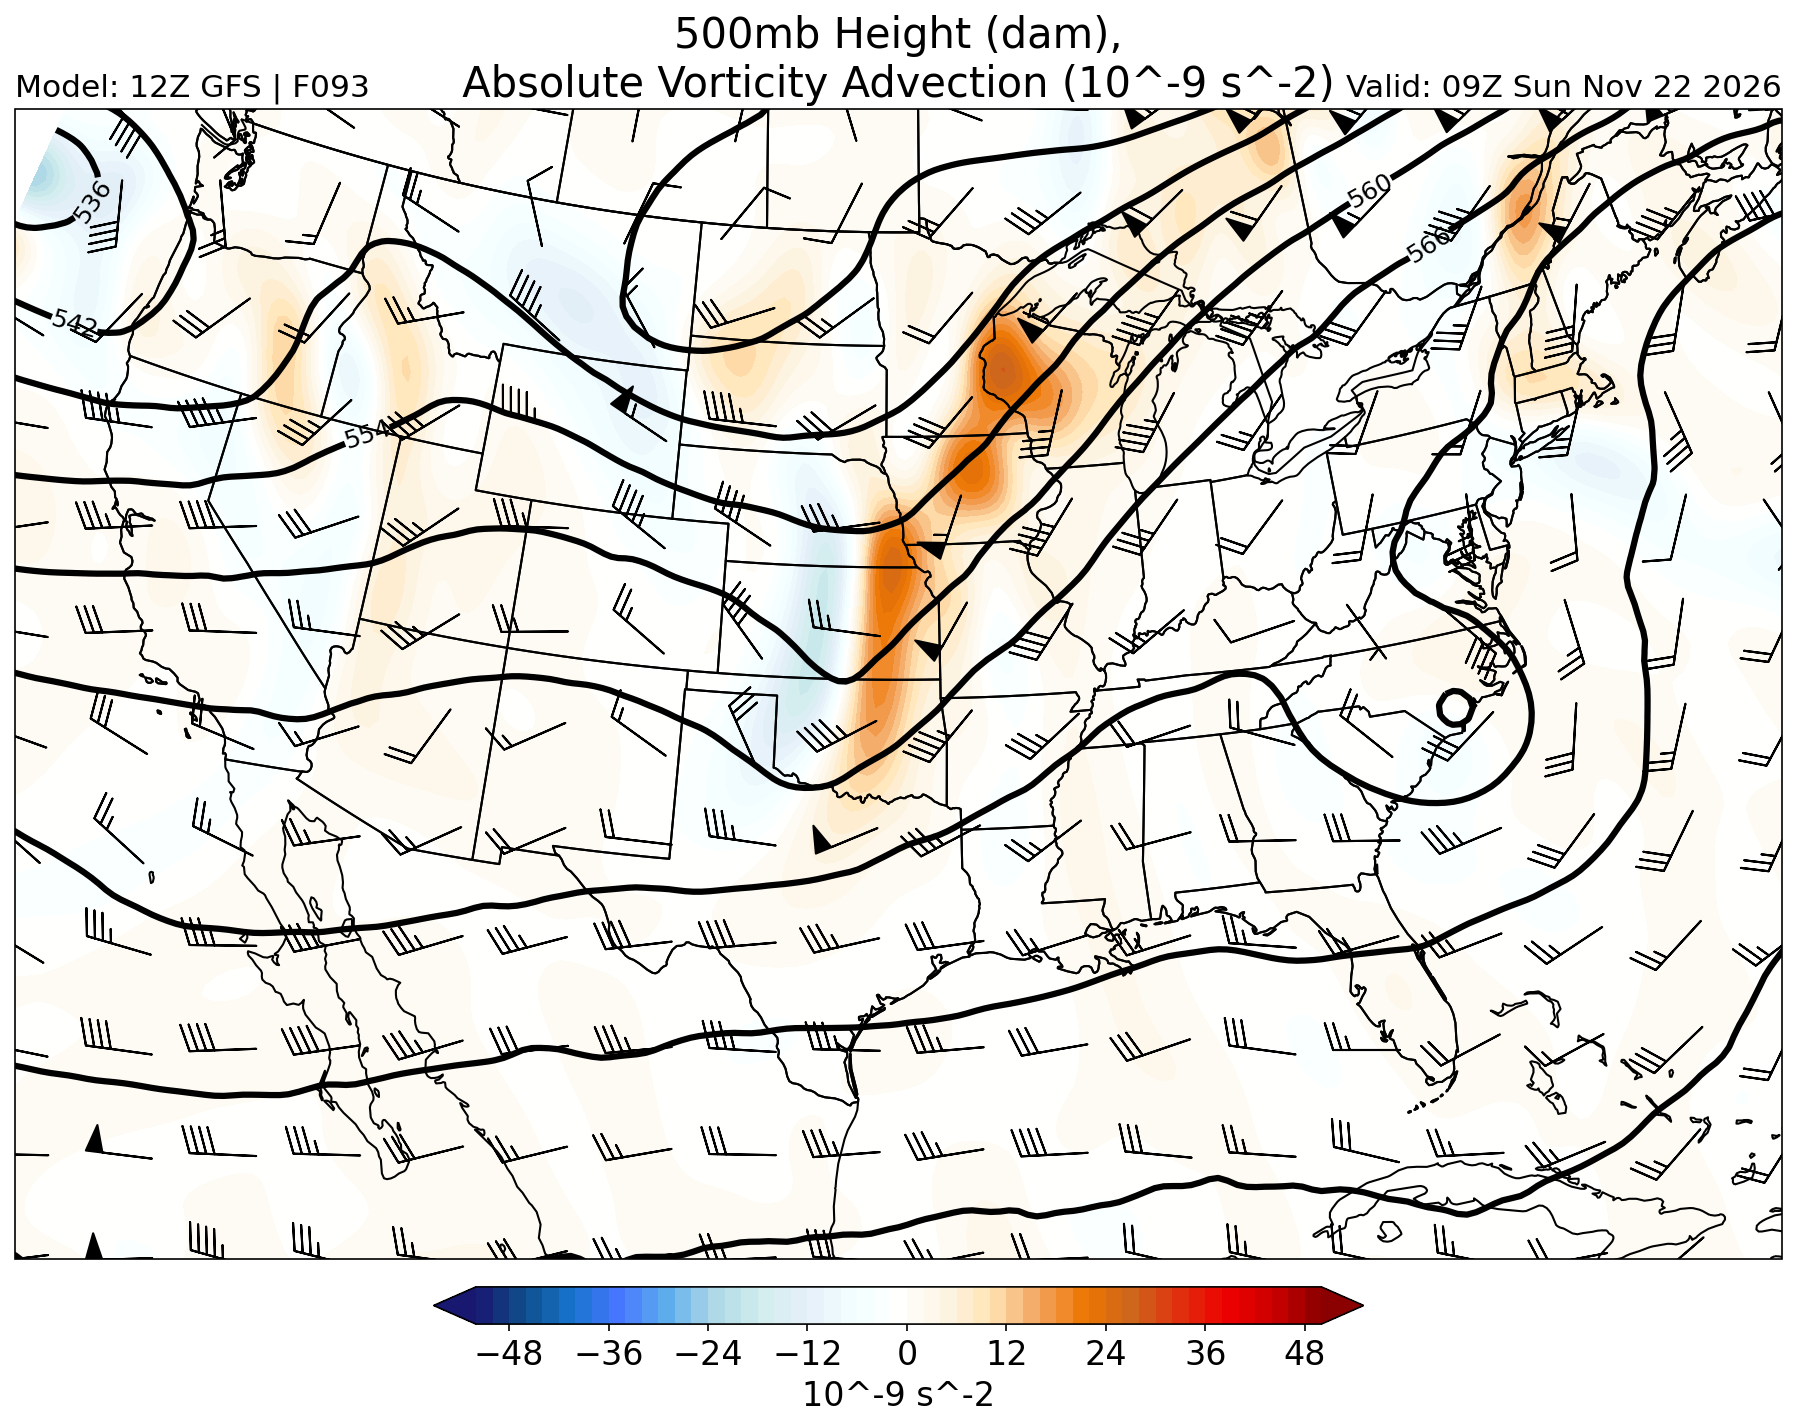 500mb Height (dam),
Model: 12Z GFS | F093
Absolute Vorticity Advection (10^-9 s^-2)
Valid: 09Z Sun Nov 22 2026
536
560
566
542
554
−48 −36 −24 −12 0 12 24 36 48
10^-9 s^-2